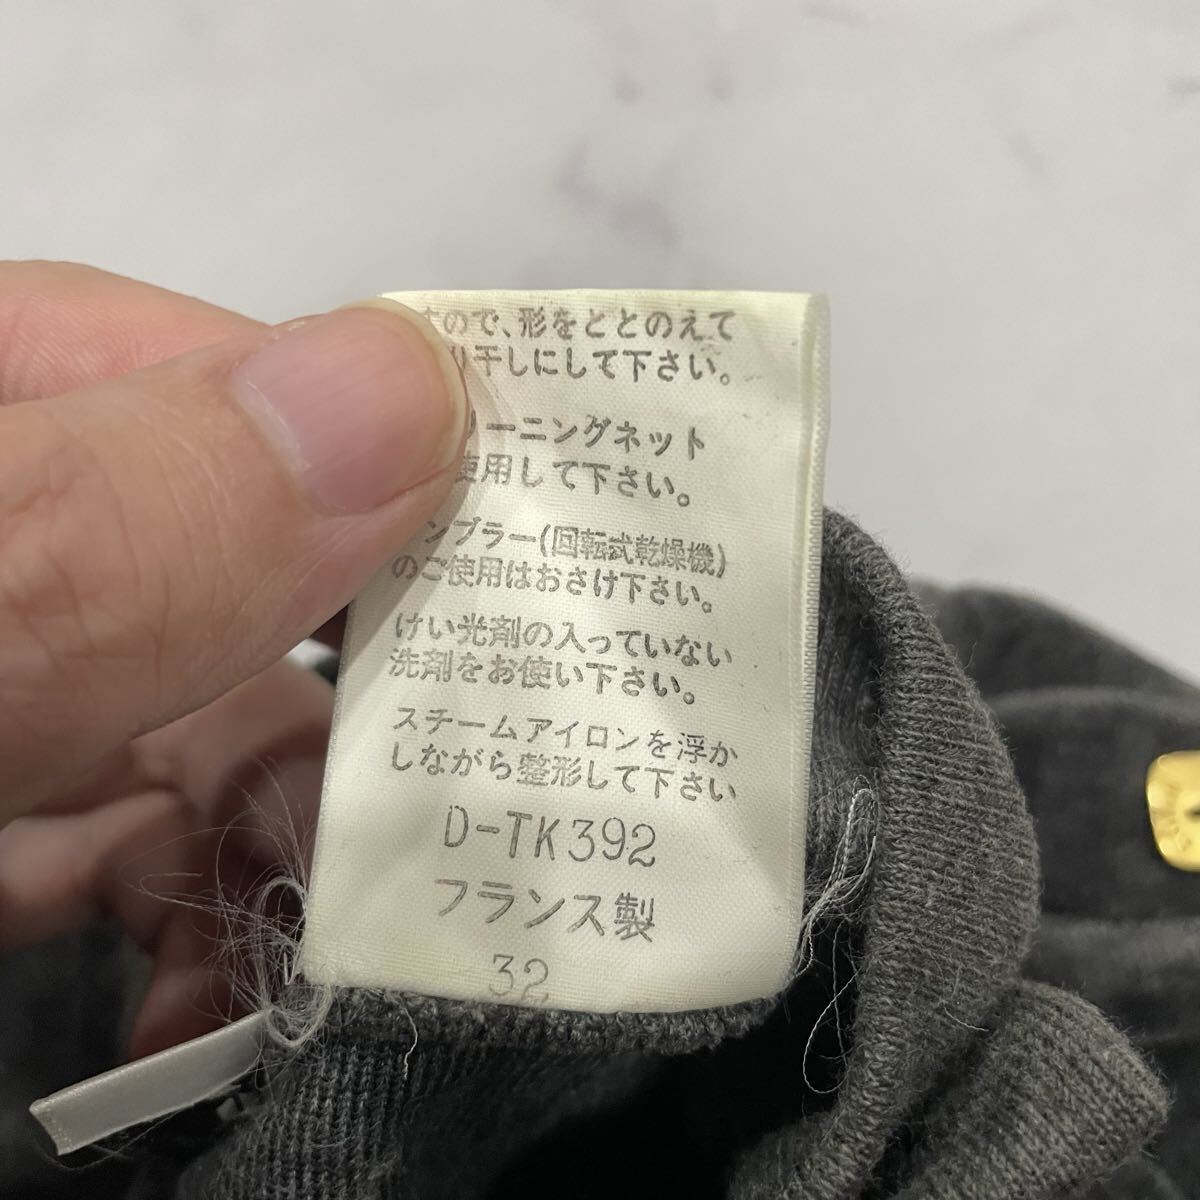 ので、形をととのえて
り干しにして下さい。
リーニングネット
使用して下さい。
ンブラー(回転式乾燥機)
のご使用はおさけ下さい。
けい光剤の入っていない
洗剤をお使い下さい。
スチームアイロンを浮か
しながら整形して下さい
D-TK392
フランス製
32